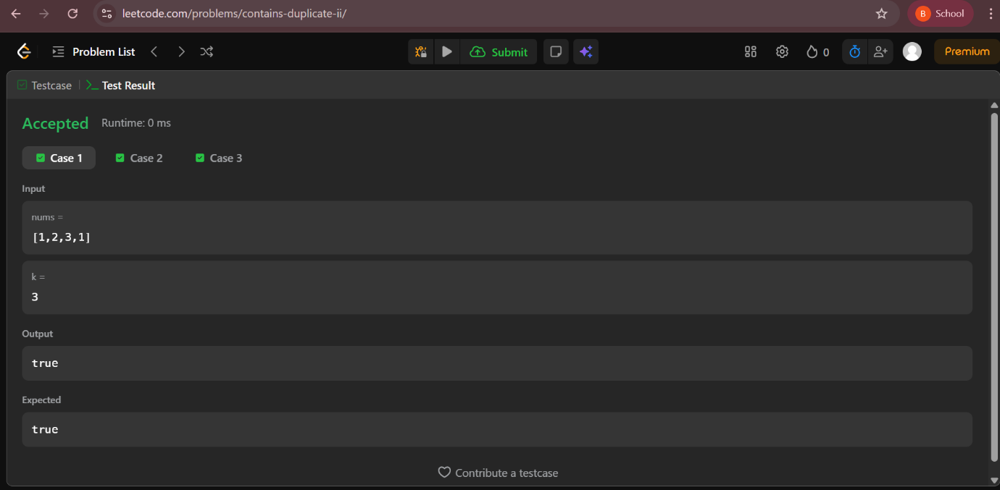 leetcode.com/problems/contains-duplicate-ii/
B School
Problem List
Submit
0
Premium
Testcase
>_ Test Result
Accepted Runtime: 0 ms
Case 1 Case 2 Case 3
Input
nums =
[1,2,3,1]
k =
3
Output
true
Expected
true
Contribute a testcase